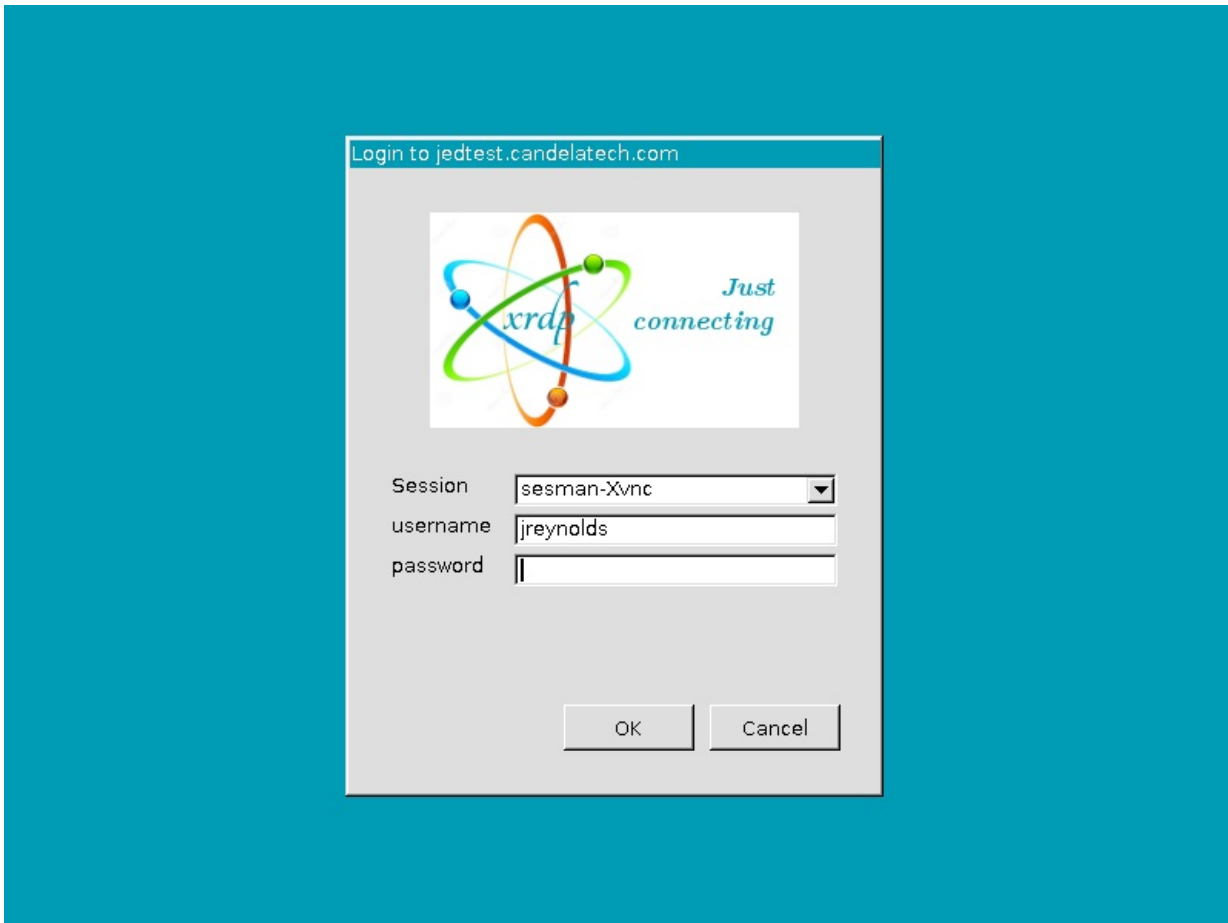 Login to jedtest.candelatech.com
xrdp
Just
connecting
Session
sesman-Xvnc
username
jreynolds
password
OK
Cancel